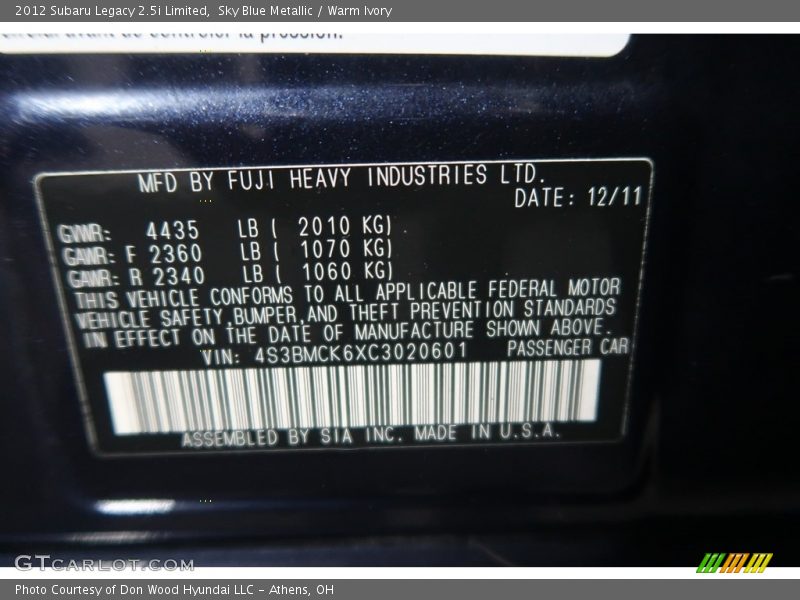 2012 Subaru Legacy 2.5i Limited,  Sky Blue Metallic / Warm Ivory
de contrôler la pression.
MFD BY FUJI HEAVY INDUSTRIES LTD.
DATE: 12/11
GVWR: 4435 LB ( 2010 KG)
GAWR: F 2360 LB ( 1070 KG)
GAWR: R 2340 LB ( 1060 KG)
THIS VEHICLE CONFORMS TO ALL APPLICABLE FEDERAL MOTOR
VEHICLE SAFETY,BUMPER,AND THEFT PREVENTION STANDARDS
IN EFFECT ON THE DATE OF MANUFACTURE SHOWN ABOVE.
VIN: 4S3BMCK6XC3020601 PASSENGER CAR
ASSEMBLED BY SIA INC. MADE IN U.S.A.
GTCARLOT.COM
Photo Courtesy of Don Wood Hyundai LLC - Athens, OH